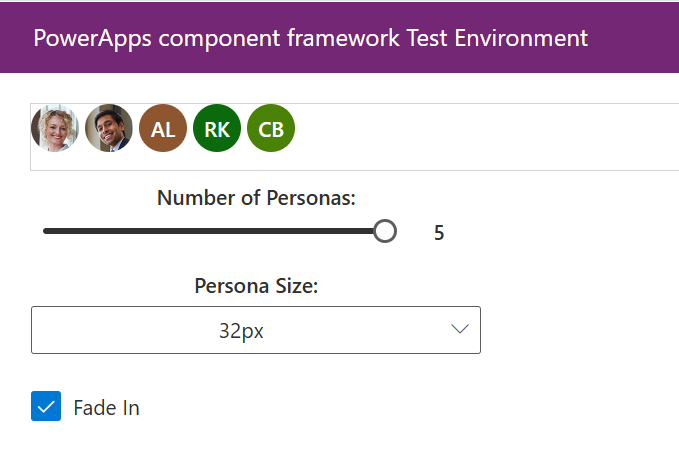 PowerApps component framework Test Environment
AL RK CB
Number of Personas:
5
Persona Size:
32px
Fade In